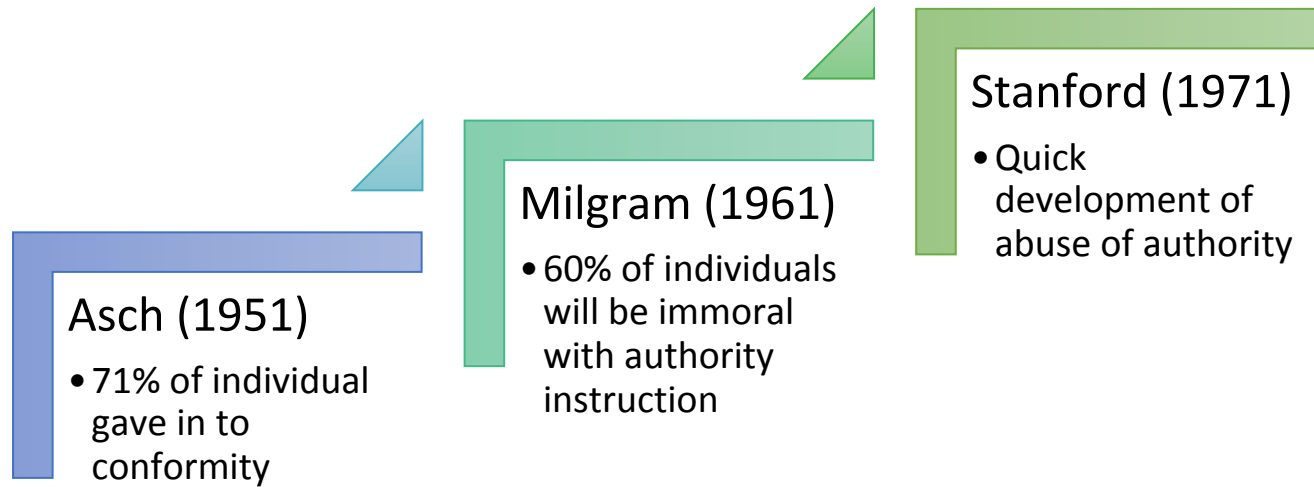 Asch (1951)
•71% of individual
gave in to
conformity
Milgram (1961)
•60% of individuals
will be immoral
with authority
instruction
Stanford (1971)
•Quick
development of
abuse of authority